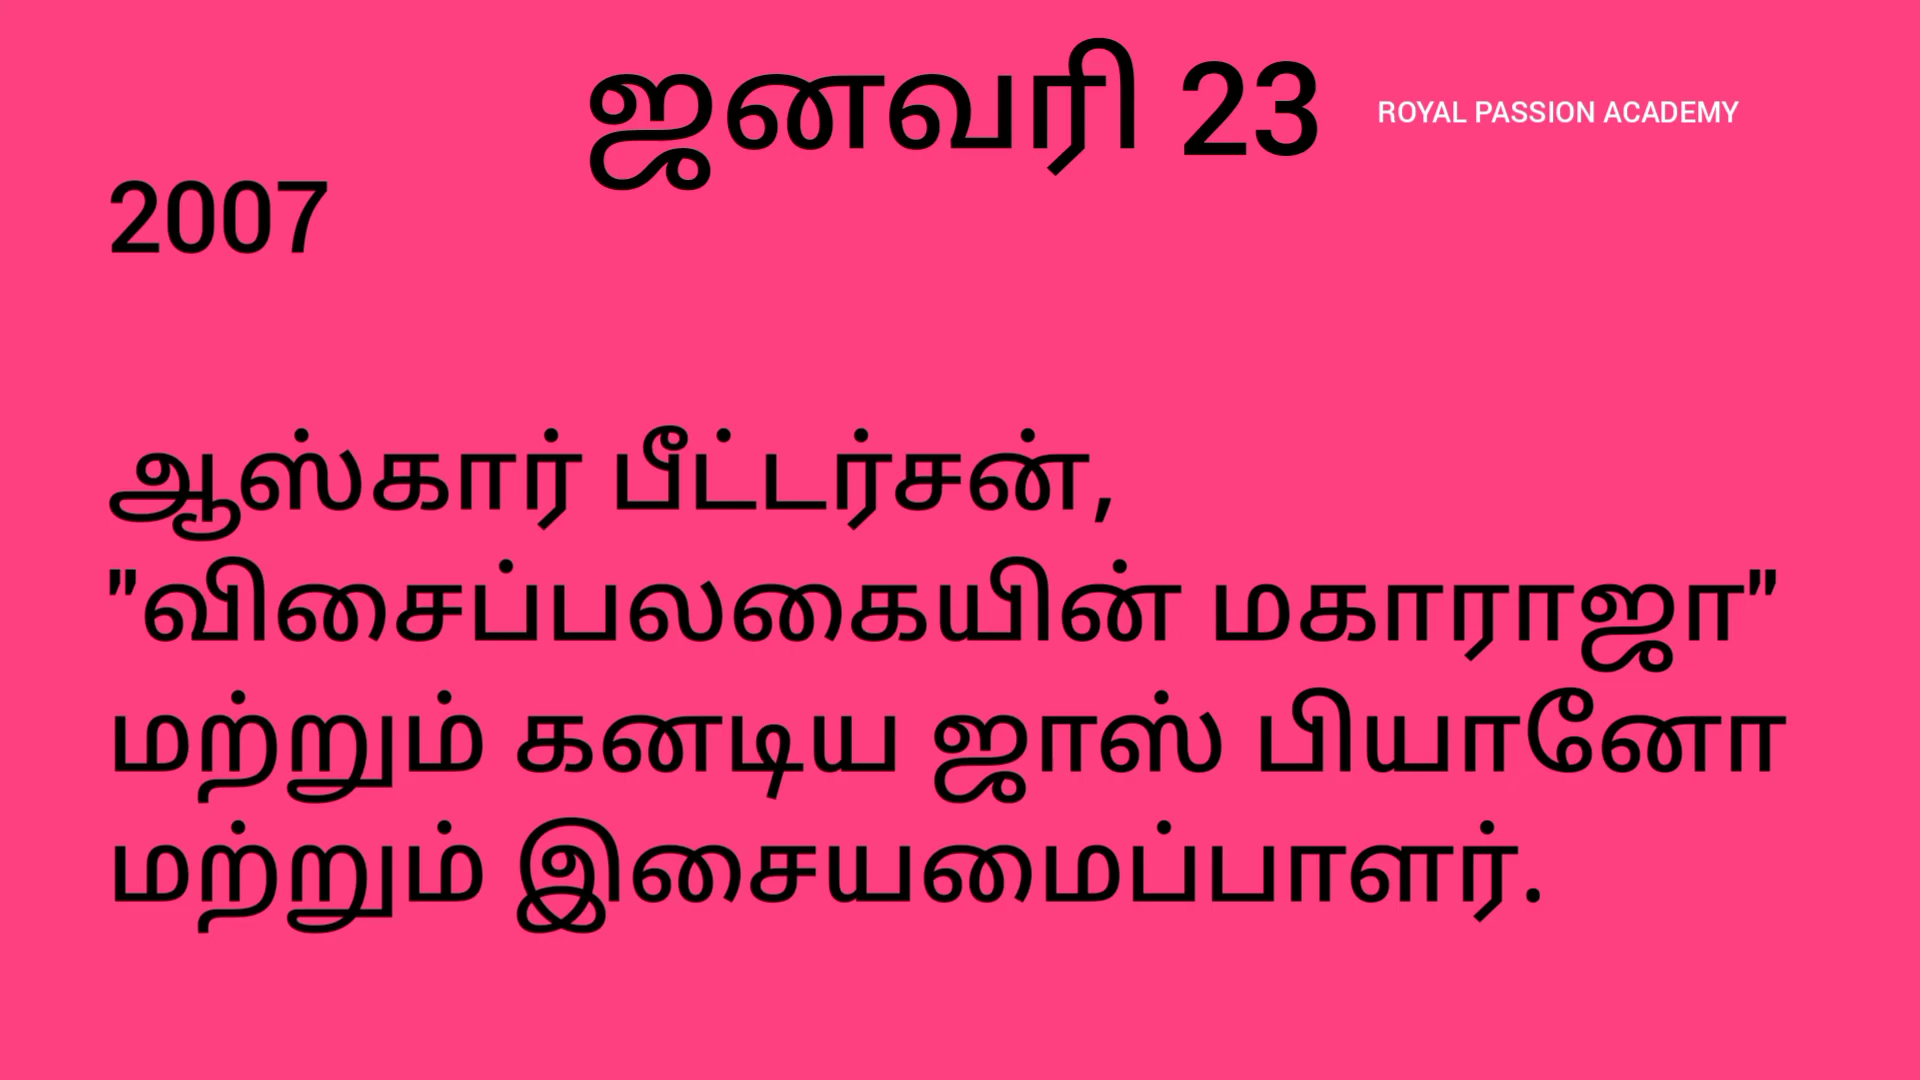 ஜனவரி 23
ROYAL PASSION ACADEMY
2007
ஆஸ்கார் பீட்டர்சன்,
"விசைப்பலகையின் மகாராஜா"
மற்றும் கனடிய ஜாஸ் பியானோ
மற்றும் இசையமைப்பாளர்.